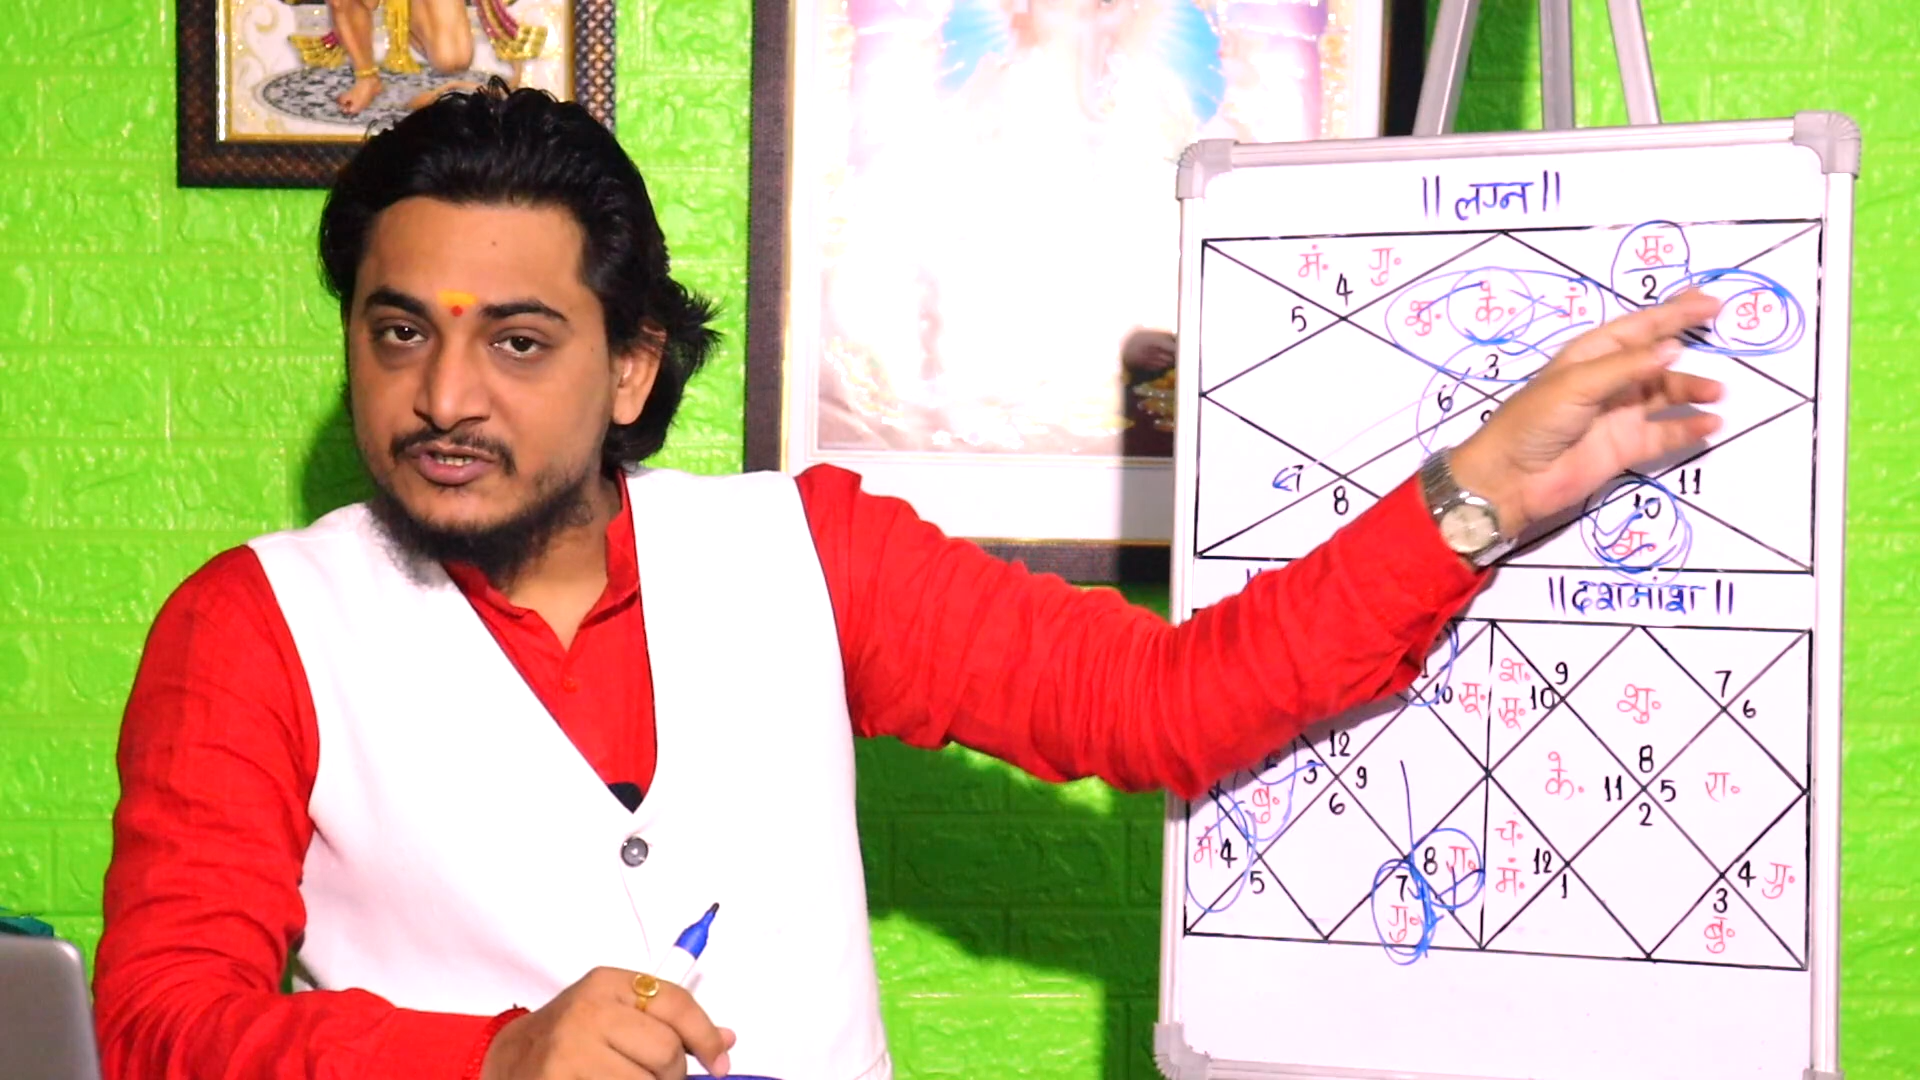 ॥ लग्न ॥
मं॰ गु॰ सू॰
4 2
5 शु॰ के॰ चं॰ बु॰
3
6
11
8 10
श॰
॥ दशमांश ॥
श॰ 9 7
10 सू॰ सू॰ 10 शु॰ 6
12 8
3 9 के॰ 11 5 रा॰
बु॰ 6 2
चं॰
मं॰ 4 8 रा॰ 12 4 गु॰
5 7 मं॰ 1 3
गु॰ बु॰